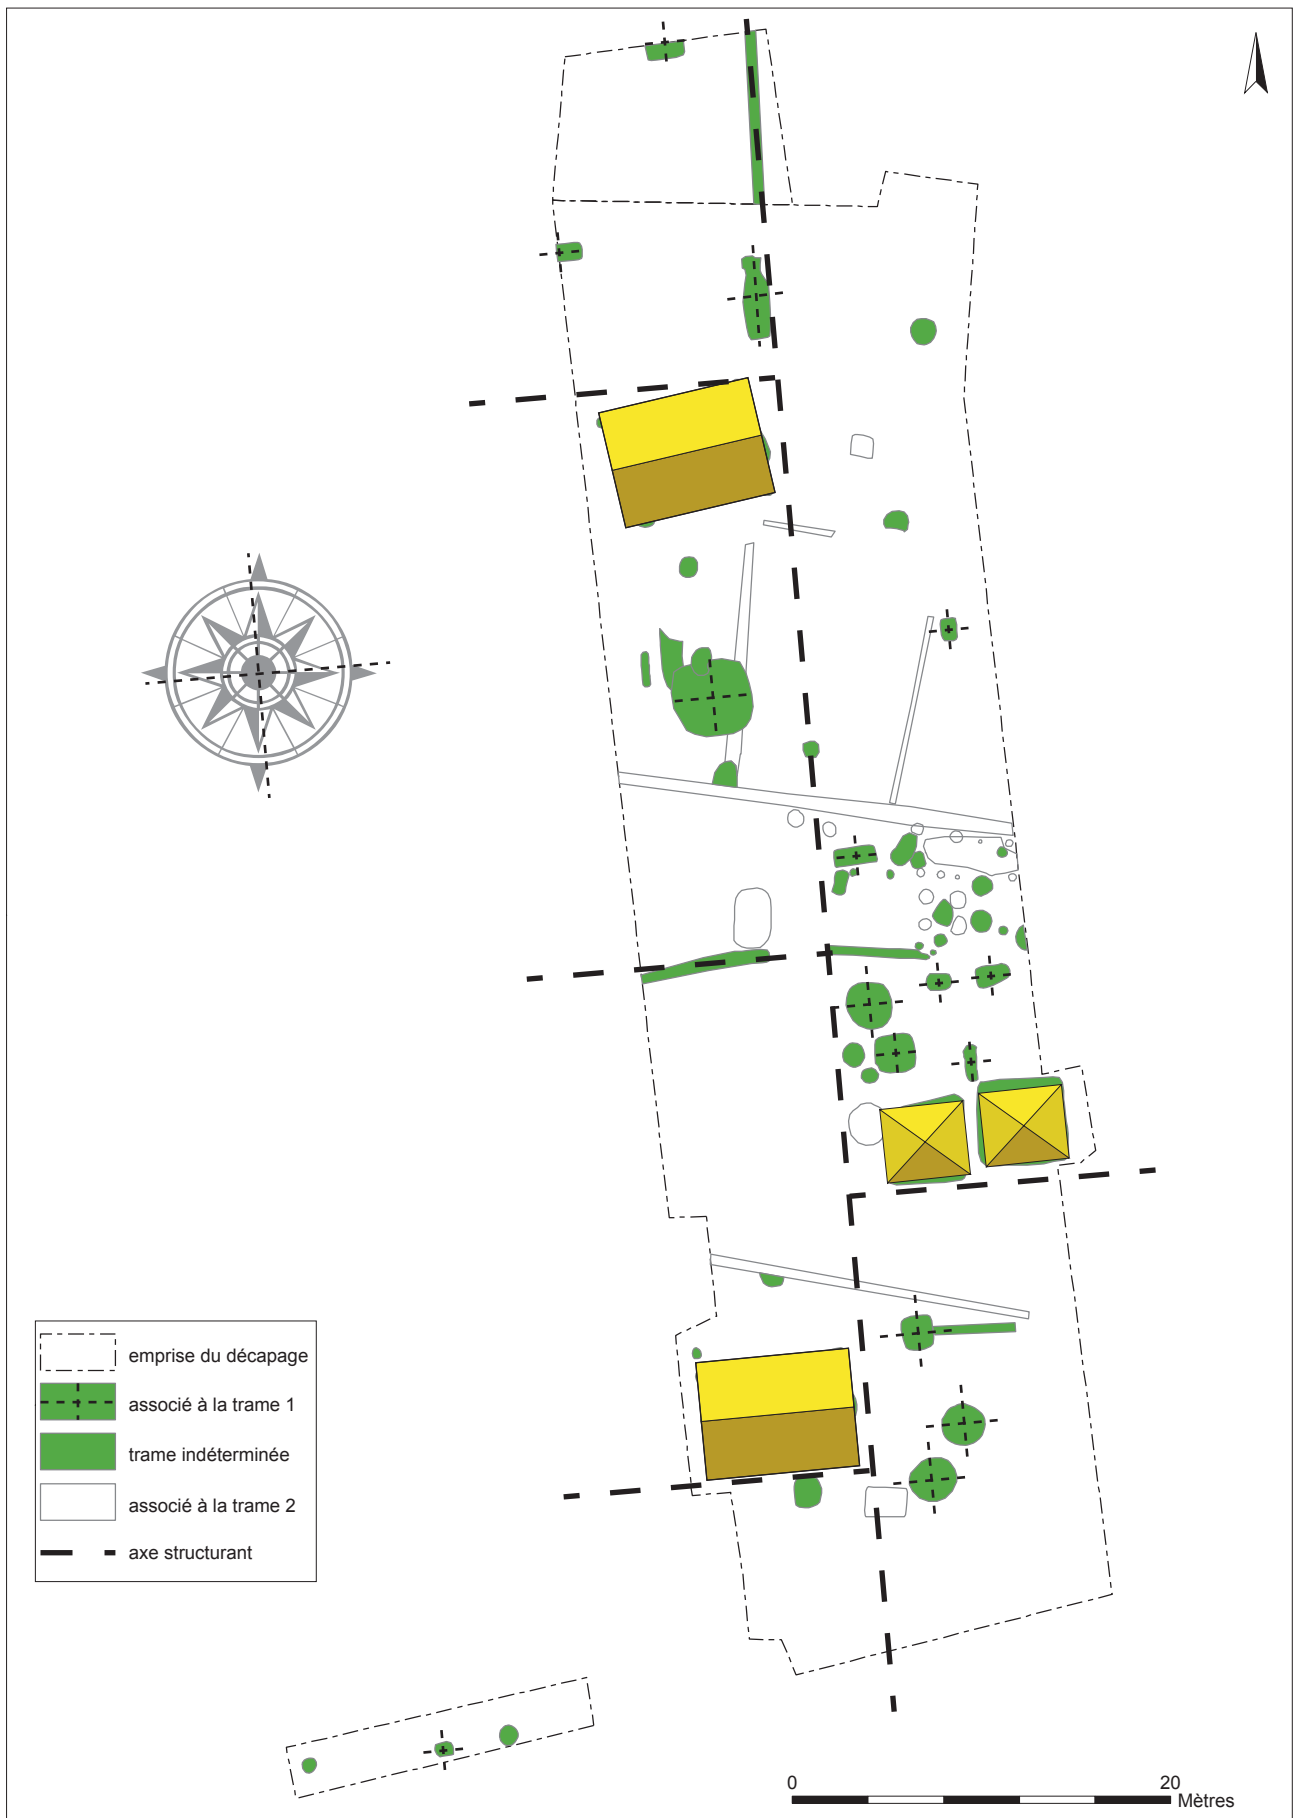 emprise du décapage
associé à la trame 1
trame indéterminée
associé à la trame 2
axe structurant
0 20
Mètres